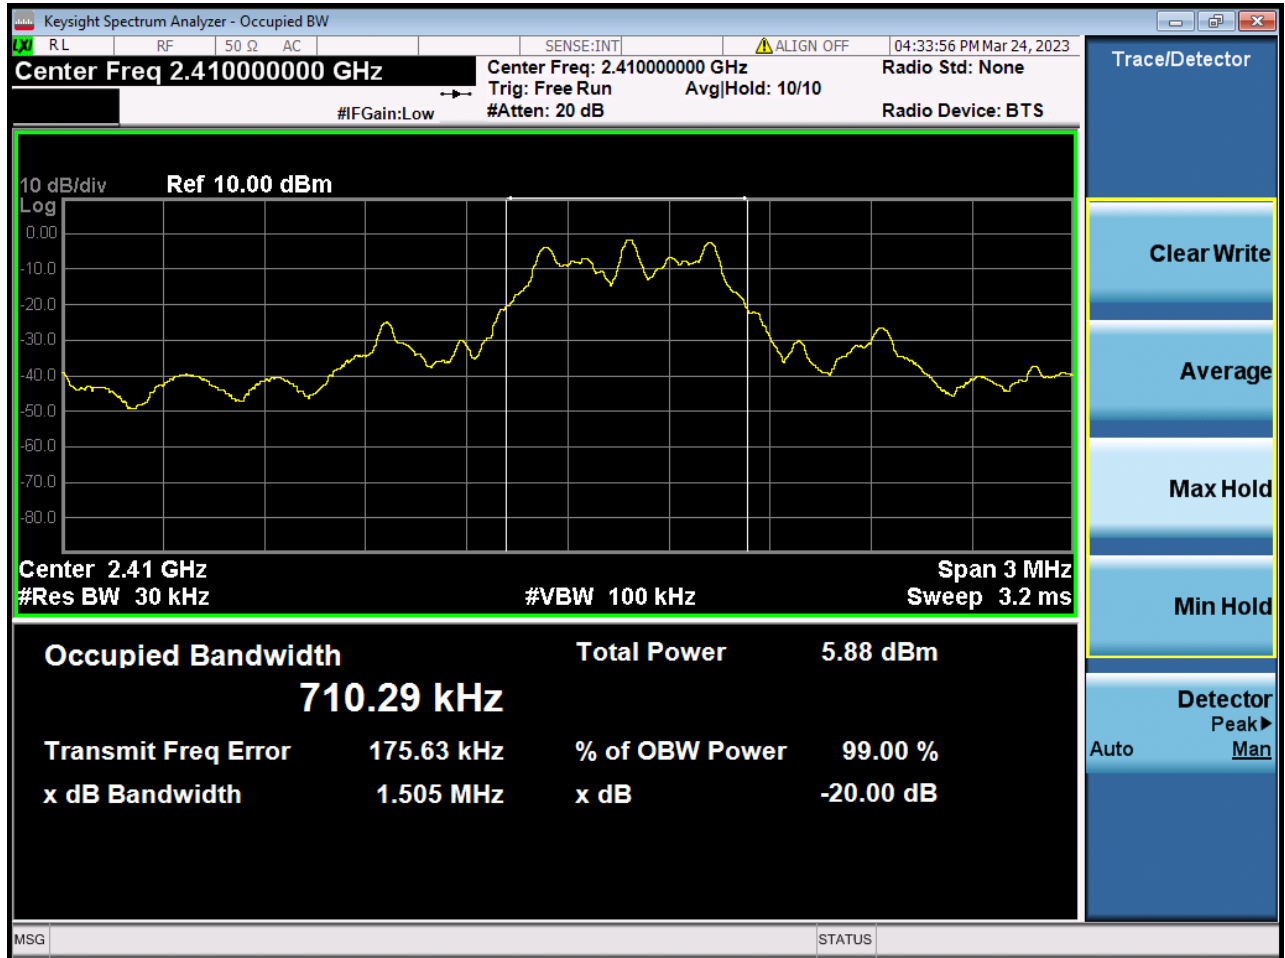 Keysight Spectrum Analyzer - Occupied BW
LXI RL RF 50 Ω AC SENSE:INT ALIGN OFF 04:33:56 PM Mar 24, 2023
Center Freq 2.410000000 GHz
Center Freq: 2.410000000 GHz Radio Std: None
Trig: Free Run Avg|Hold: 10/10
#IFGain:Low #Atten: 20 dB Radio Device: BTS
10 dB/div Ref 10.00 dBm
Log
0.00
-10.0
-20.0
-30.0
-40.0
-50.0
-60.0
-70.0
-80.0
Center 2.41 GHz Span 3 MHz
#Res BW 30 kHz #VBW 100 kHz Sweep 3.2 ms
Occupied Bandwidth Total Power 5.88 dBm
710.29 kHz
Transmit Freq Error 175.63 kHz % of OBW Power 99.00 %
x dB Bandwidth 1.505 MHz x dB -20.00 dB
MSG STATUS
Trace/Detector
Clear Write
Average
Max Hold
Min Hold
Detector
Peak▶
Auto Man